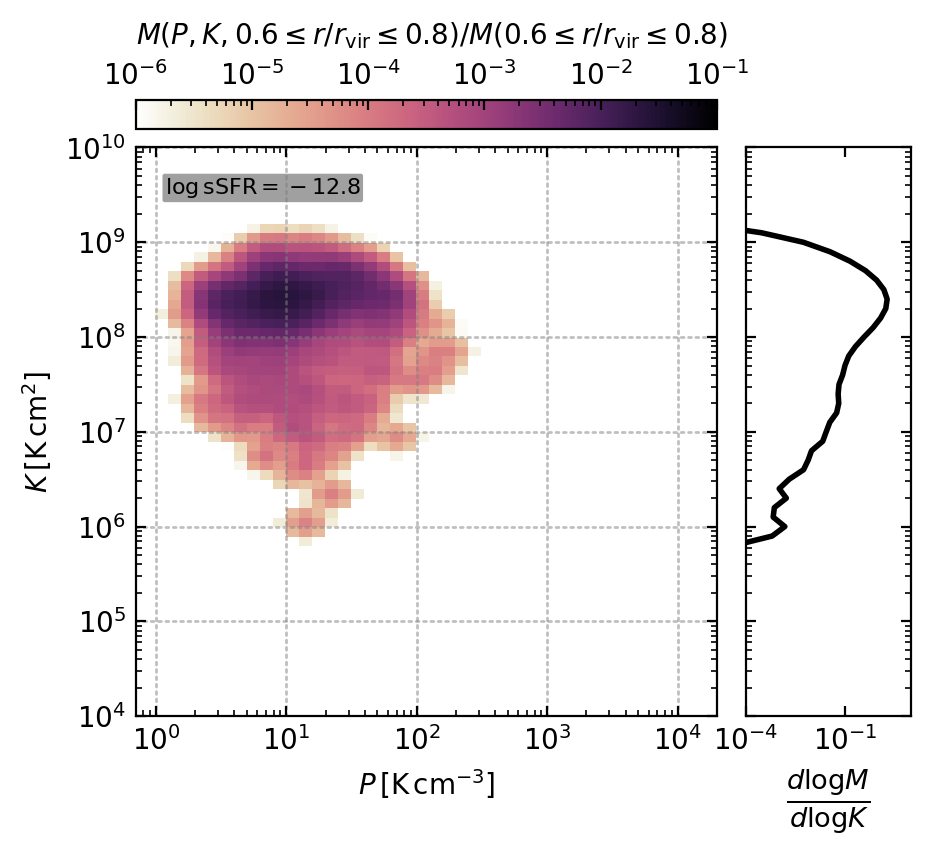 M(P, K, 0.6 ≤ r/r_vir ≤ 0.8)/M(0.6 ≤ r/r_vir ≤ 0.8)
10^−6 10^−5 10^−4 10^−3 10^−2 10^−1
10^10
log sSFR = −12.8
10^9
10^8
10^7
10^6
10^5
10^4
K [K cm^2]
10^0 10^1 10^2 10^3 10^4
10^−4 10^−1
P [K cm^−3]
dlogM
dlogK